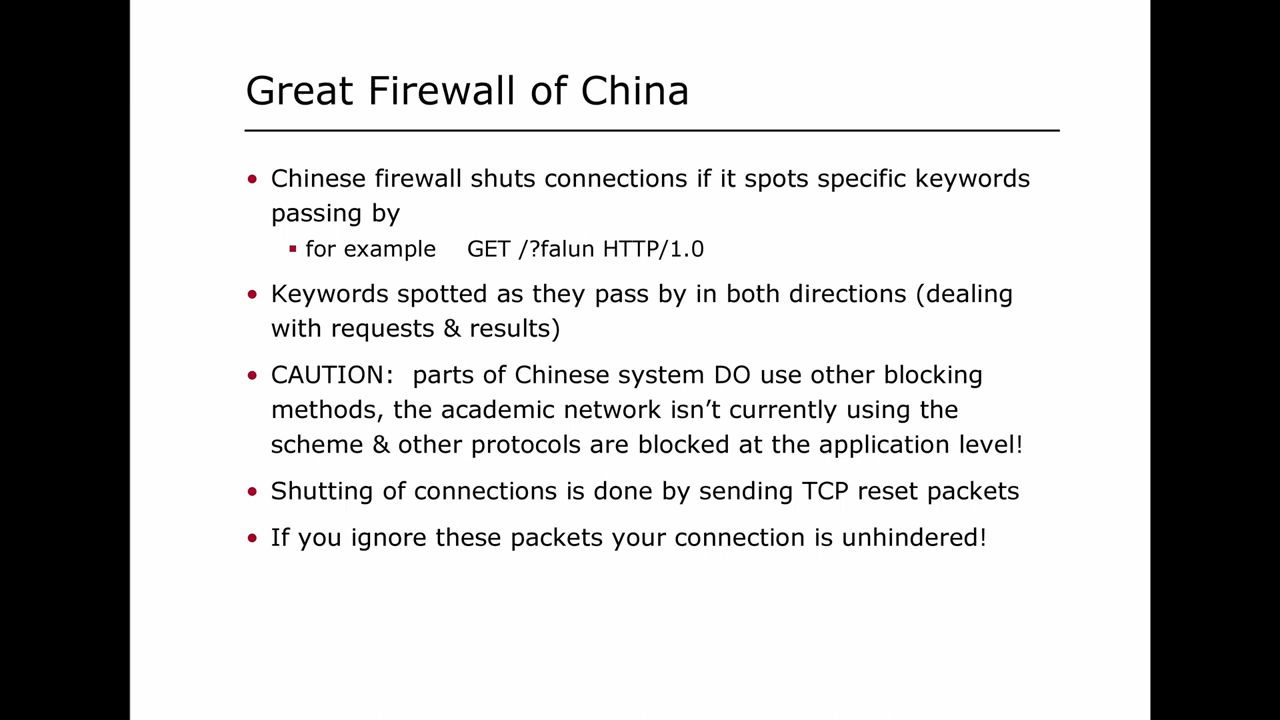 Great Firewall of China
• Chinese firewall shuts connections if it spots specific keywords
passing by
▪ for example    GET /?falun HTTP/1.0
• Keywords spotted as they pass by in both directions (dealing
with requests & results)
• CAUTION:  parts of Chinese system DO use other blocking
methods, the academic network isn’t currently using the
scheme & other protocols are blocked at the application level!
• Shutting of connections is done by sending TCP reset packets
• If you ignore these packets your connection is unhindered!